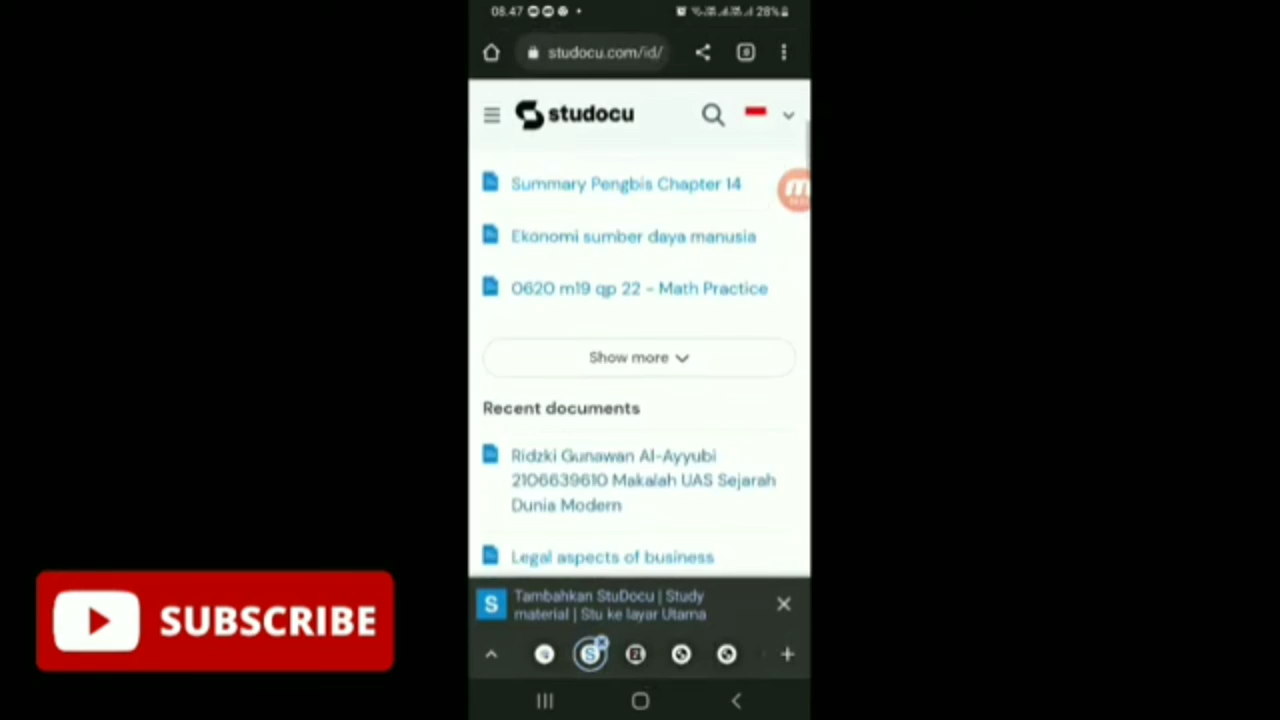 08.47
28%
studocu.com/id/
studocu
Summary Pengbis Chapter 14
Ekonomi sumber daya manusia
0620 m19 qp 22 - Math Practice
Show more
Recent documents
Ridzki Gunawan Al-Ayyubi
2106639610 Makalah UAS Sejarah
Dunia Modern
Legal aspects of business
S Tambahkan StuDocu | Study
material | Stu ke layar Utama
SUBSCRIBE